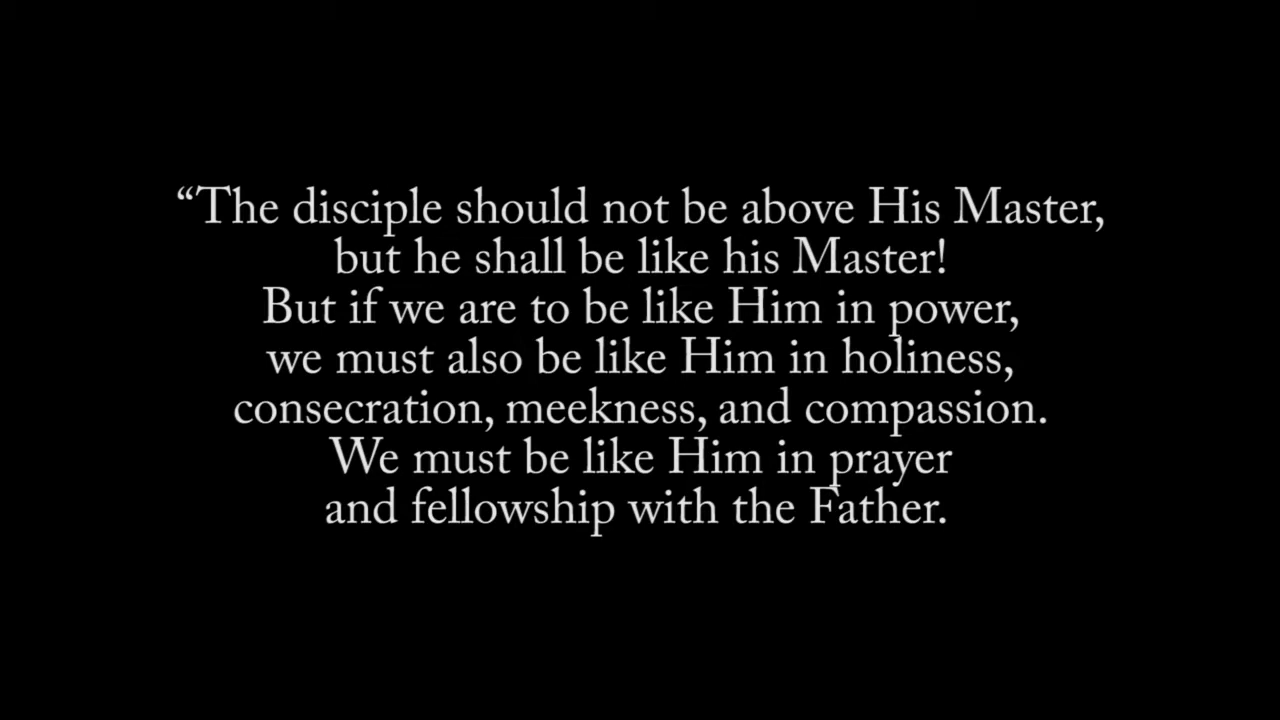 “The disciple should not be above His Master,
but he shall be like his Master!
But if we are to be like Him in power,
we must also be like Him in holiness,
consecration, meekness, and compassion.
We must be like Him in prayer
and fellowship with the Father.